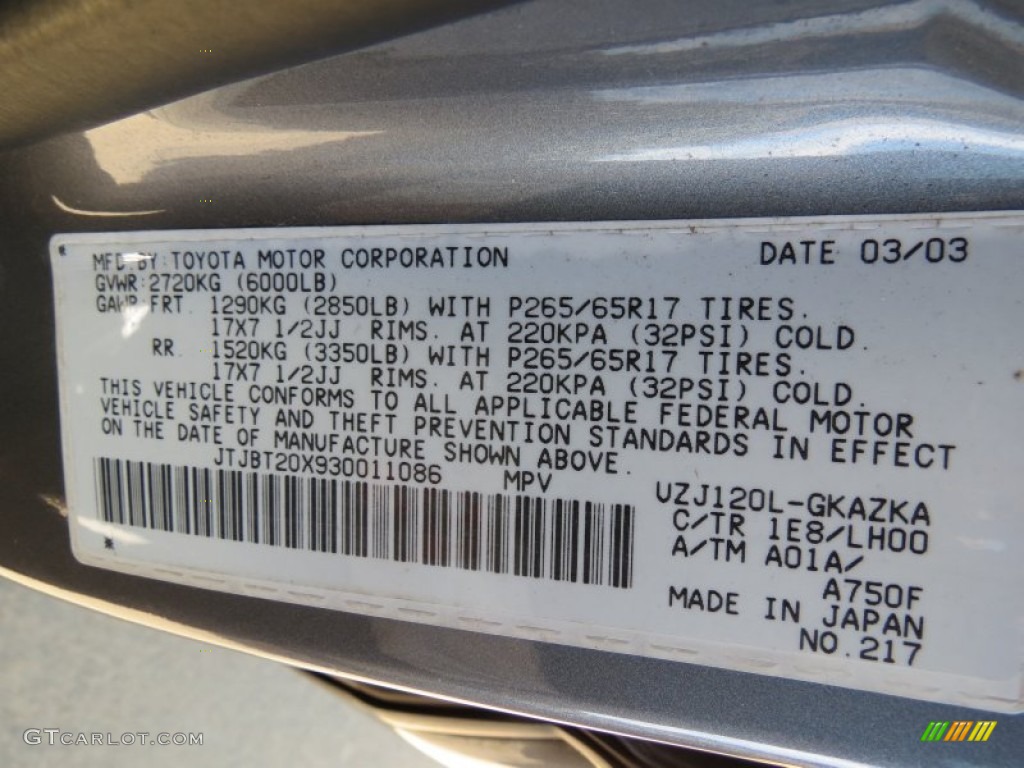 MFD.BY:TOYOTA MOTOR CORPORATION DATE 03/03
GVWR:2720KG (6000LB)
GAWR:FRT. 1290KG (2850LB) WITH P265/65R17 TIRES.
17X7 1/2JJ RIMS. AT 220KPA (32PSI) COLD.
RR. 1520KG (3350LB) WITH P265/65R17 TIRES.
17X7 1/2JJ RIMS. AT 220KPA (32PSI) COLD.
THIS VEHICLE CONFORMS TO ALL APPLICABLE FEDERAL MOTOR
VEHICLE SAFETY AND THEFT PREVENTION STANDARDS IN EFFECT
ON THE DATE OF MANUFACTURE SHOWN ABOVE.
JTJBT20X930011086 MPV
UZJ120L-GKAZKA
C/TR 1E8/LH00
A/TM A01A/
A750F
MADE IN JAPAN
NO.217
GTCARLOT.COM